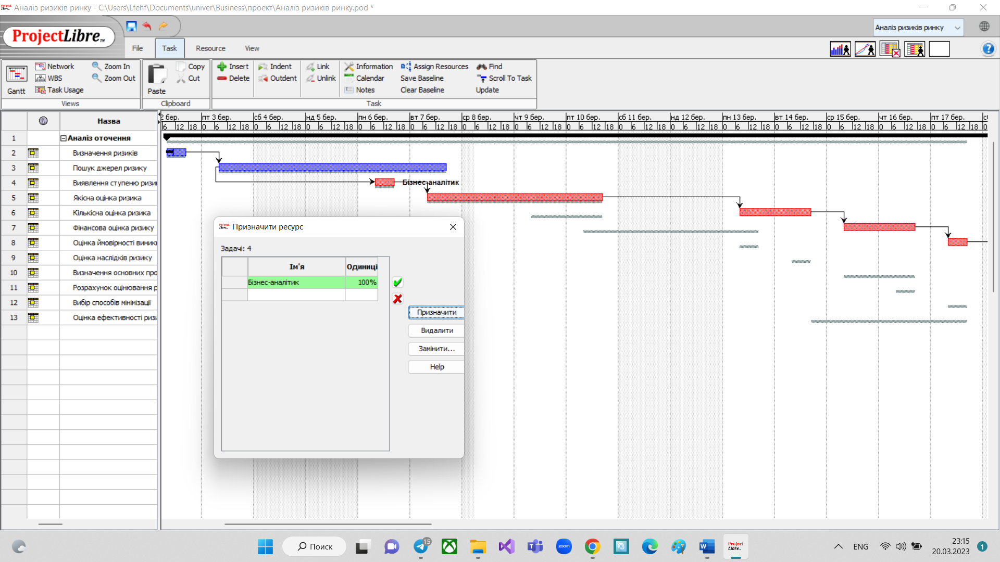 Аналіз ризиків ринку - C:\Users\Lfehf\Documents\univer\Business\проект\Аналіз ризиків ринку.pod *
ProjectLibre TM
Аналіз ризиків ринку
File Task Resource View
Gantt
Network
WBS
Task Usage
Zoom In
Zoom Out
Views
Paste
Copy
Cut
Clipboard
Insert
Delete
Indent
Outdent
Link
Unlink
Information
Calendar
Notes
Assign Resources
Save Baseline
Clear Baseline
Find
Scroll To Task
Update
Task
Назва
2 бер. пт 3 бер. сб 4 бер. нд 5 бер. пн 6 бер. вт 7 бер. ср 8 бер. чт 9 бер. пт 10 бер. сб 11 бер. нд 12 бер. пн 13 бер. вт 14 бер. ср 15 бер. чт 16 бер. пт 17 бер.
6 12 18 0 6 12 18 0 6 12 18 0 6 12 18 0 6 12 18 0 6 12 18 0 6 12 18 0 6 12 18 0 6 12 18 0 6 12 18 0 6 12 18 0 6 12 18 0 6 12 18 0 6 12 18 0 6 12 18 0 6 12 18 0
1 Аналіз оточення
2 Визначення ризиків
3 Пошук джерел ризику
4 Виявлення ступеню ризи
5 Якісна оцінка ризика
6 Кількісна оцінка ризика
7 Фінансова оцінка ризику
8 Оцінка ймовірності виник
9 Оцінка наслідків ризику
10 Визначення основних про
11 Розрахунок оцінювання р
12 Вибір способів мінімізації
13 Оцінка ефективності ризи
Бізнес-аналітик
Призначити ресурс
Задачі: 4
Ім'я Одиниці
Бізнес-аналітик 100%
Призначити
Видалити
Замінити...
Help
Поиск
15
zoom
Project Libre.
ENG
23:15
20.03.2023
1